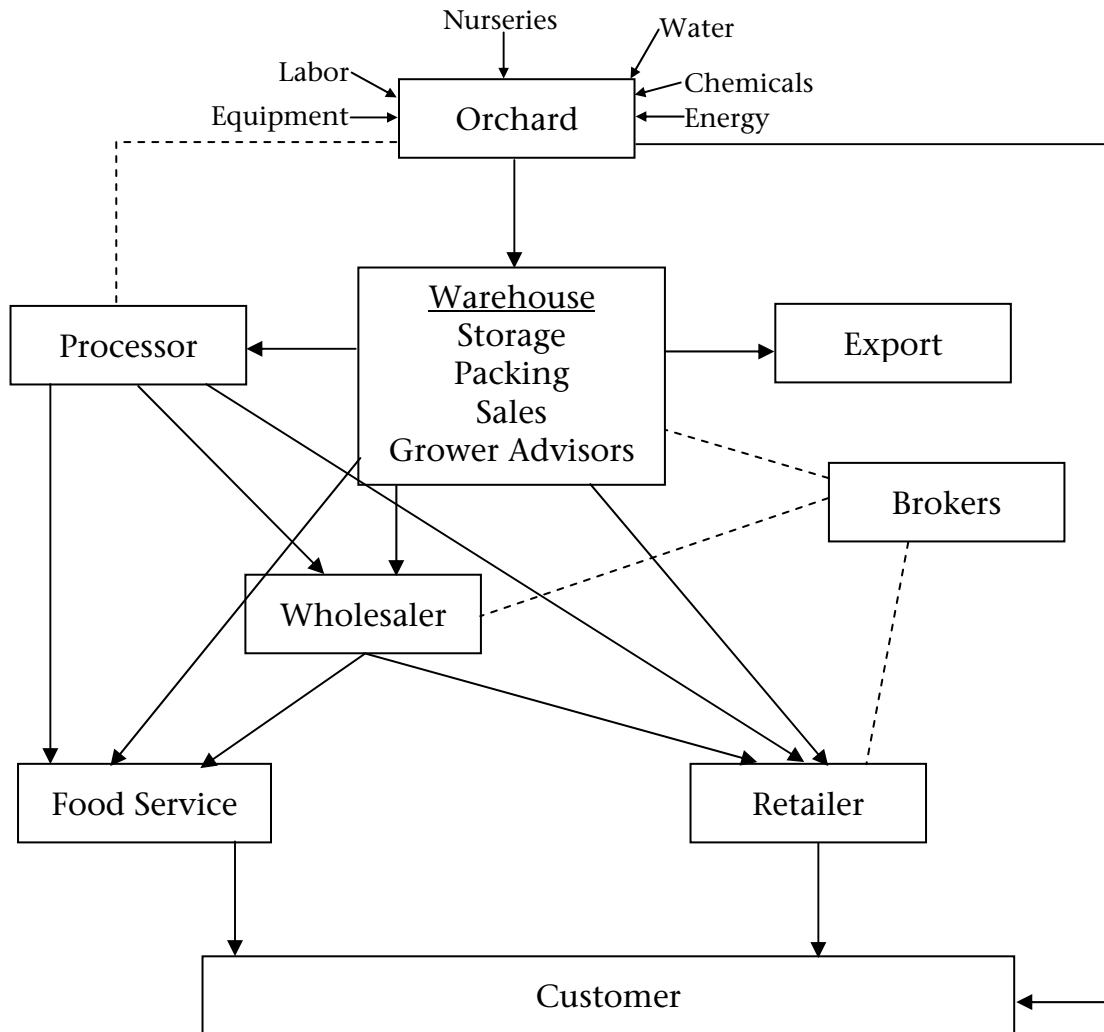 Nurseries
Water
Labor
Chemicals
Equipment
Orchard
Energy
Warehouse
Storage
Packing
Sales
Grower Advisors
Processor
Export
Brokers
Wholesaler
Food Service
Retailer
Customer